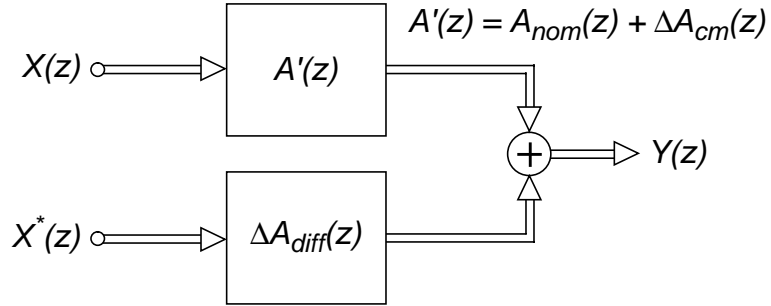 A'(z) = A_nom(z) + ΔA_cm(z)
X(z)
A'(z)
+
Y(z)
X*(z)
ΔA_diff(z)